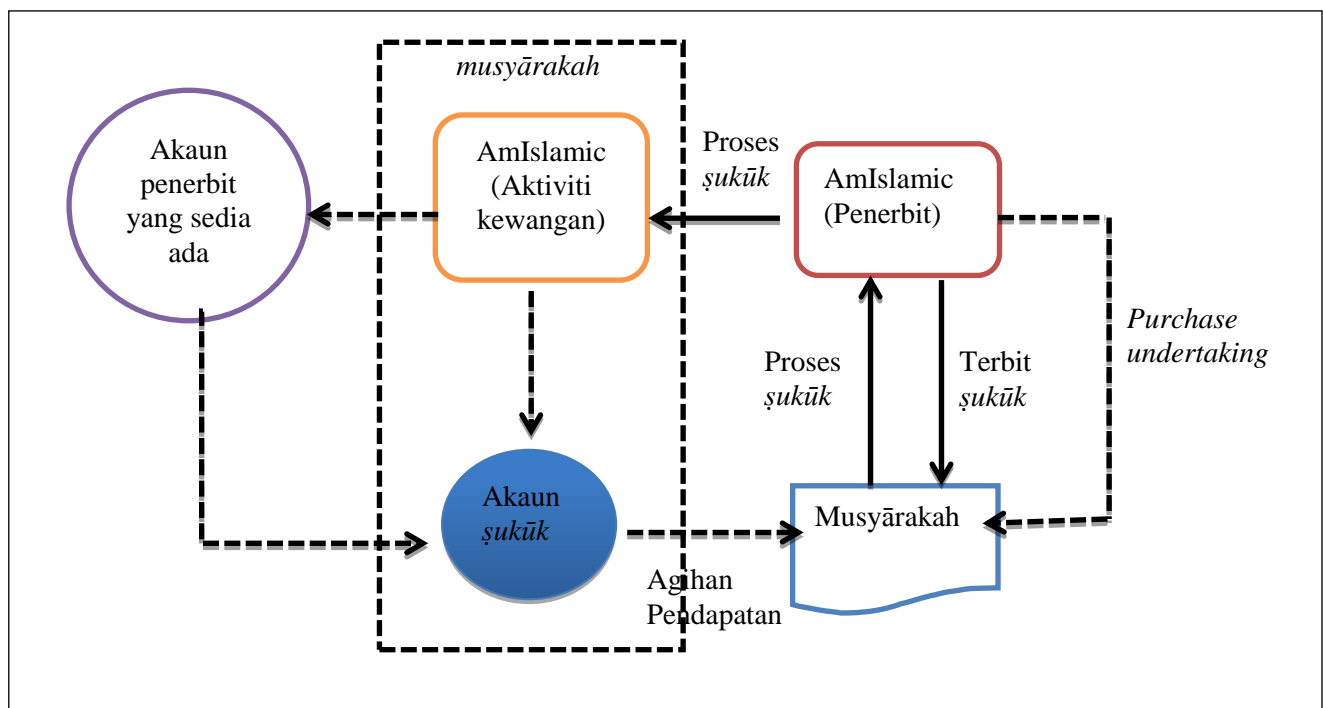 musyārakah
Akaun
penerbit
yang sedia
ada
AmIslamic
(Aktiviti
kewangan)
Proses
ṣukūk
AmIslamic
(Penerbit)
Purchase
undertaking
Proses
ṣukūk
Terbit
ṣukūk
Akaun
ṣukūk
Musyārakah
Agihan
Pendapatan